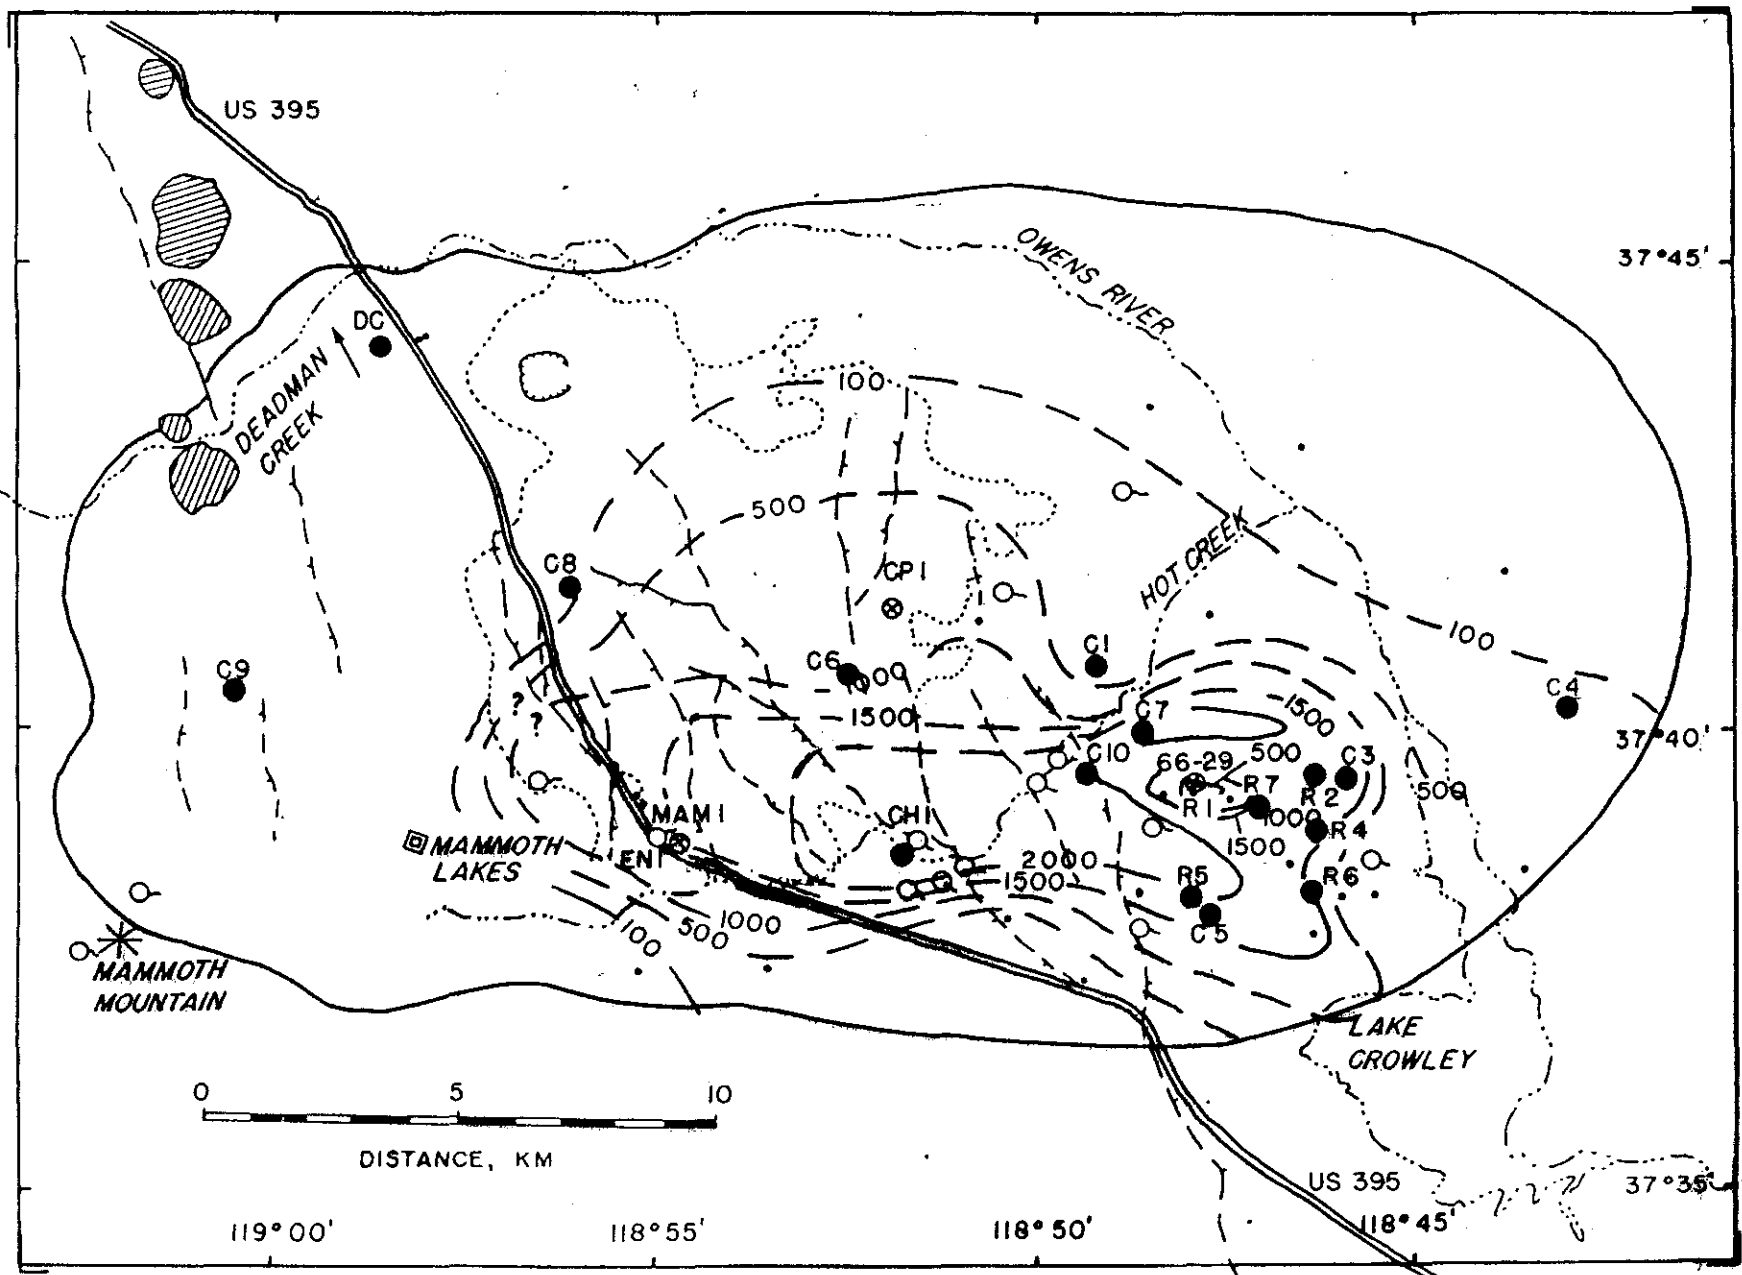 US 395
OWENS RIVER
37°45'
DC
DEADMAN
CREEK
100
500
HOT CREEK
C8
CP1
100
C1
C6
1000
C9
C4
?
?
1500
C7
1500
37°40'
C10
66-29
500
C3
500
R7
R1
R2
1000
R4
1500
MAM1
CH1
MAMMOTH
LAKES
EN1
2000
1500
R5
R6
C5
1000
500
100
MAMMOTH
MOUNTAIN
LAKE
CROWLEY
0 5 10
DISTANCE, KM
US 395
37°35'
119°00'
118°55'
118°50'
118°45'